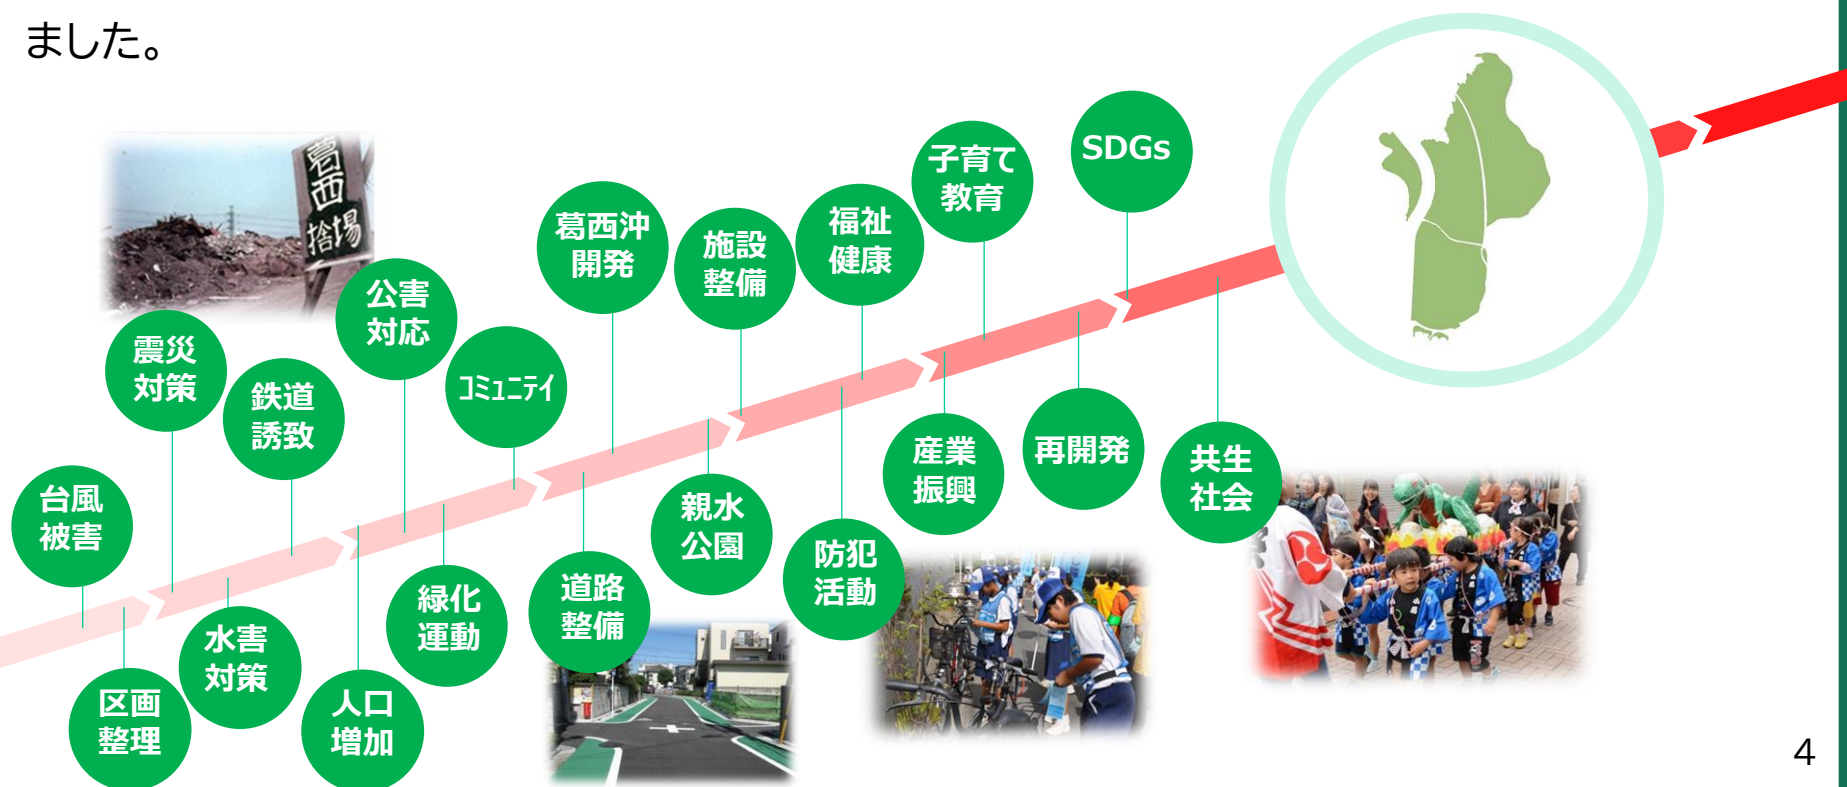 ました。
葛西
捨場
台風
被害
区画
整理
震災
対策
水害
対策
鉄道
誘致
人口
増加
公害
対応
緑化
運動
コミュニテイ
道路
整備
葛西沖
開発
親水
公園
施設
整備
防犯
活動
福祉
健康
産業
振興
子育て
教育
再開発
SDGs
共生
社会
4